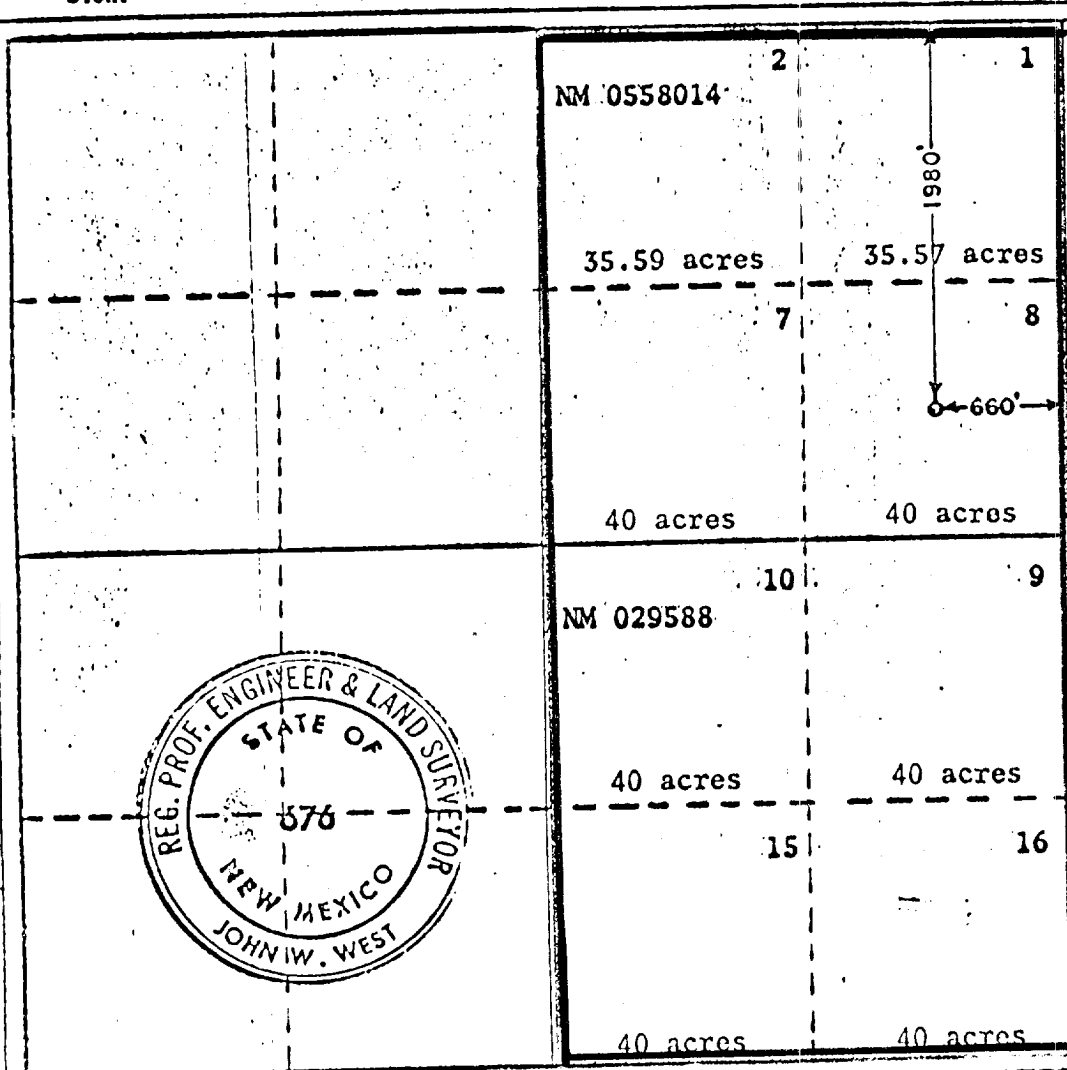 2 1
NM 0558014
1980'
35.59 acres 35.57 acres
7 8
660'
40 acres 40 acres
10 9
NM 029588
REG. PROF. ENGINEER & LAND SURVEYOR
STATE OF
40 acres 40 acres
676
15 16
NEW MEXICO
JOHN W. WEST
40 acres 40 acres